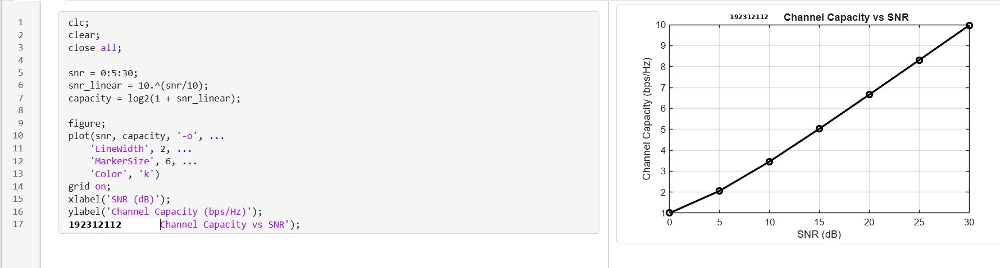 1 clc;
2 clear;
3 close all;
4
5 snr = 0:5:30;
6 snr_linear = 10.^(snr/10);
7 capacity = log2(1 + snr_linear);
8
9 figure;
10 plot(snr, capacity, '-o', ...
11 'LineWidth', 2, ...
12 'MarkerSize', 6, ...
13 'Color', 'k')
14 grid on;
15 xlabel('SNR (dB)');
16 ylabel('Channel Capacity (bps/Hz)');
17 192312112 Channel Capacity vs SNR');
192312112 Channel Capacity vs SNR
Channel Capacity (bps/Hz)
10
9
8
7
6
5
4
3
2
1
0 5 10 15 20 25 30
SNR (dB)